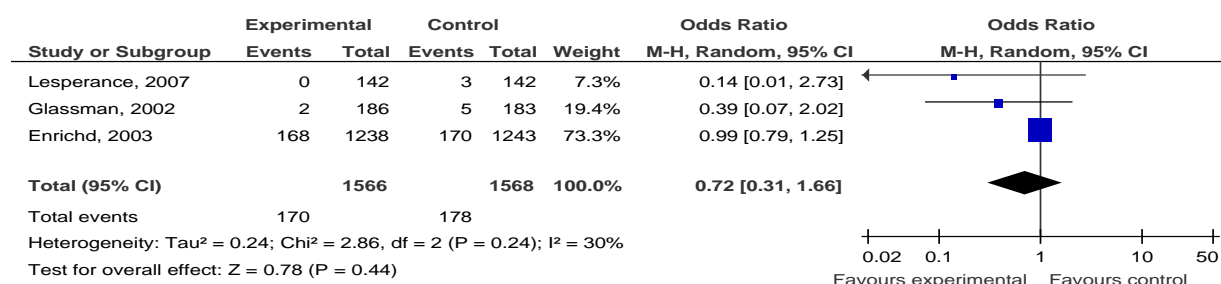 Experimental Control Odds Ratio Odds Ratio
Study or Subgroup Events Total Events Total Weight M-H, Random, 95% CI M-H, Random, 95% CI
Lesperance, 2007 0 142 3 142 7.3% 0.14 [0.01, 2.73]
Glassman, 2002 2 186 5 183 19.4% 0.39 [0.07, 2.02]
Enrichd, 2003 168 1238 170 1243 73.3% 0.99 [0.79, 1.25]
Total (95% CI) 1566 1568 100.0% 0.72 [0.31, 1.66]
Total events 170 178
Heterogeneity: Tau² = 0.24; Chi² = 2.86, df = 2 (P = 0.24); I² = 30%
Test for overall effect: Z = 0.78 (P = 0.44)
0.02 0.1 1 10 50
Favours experimental Favours control